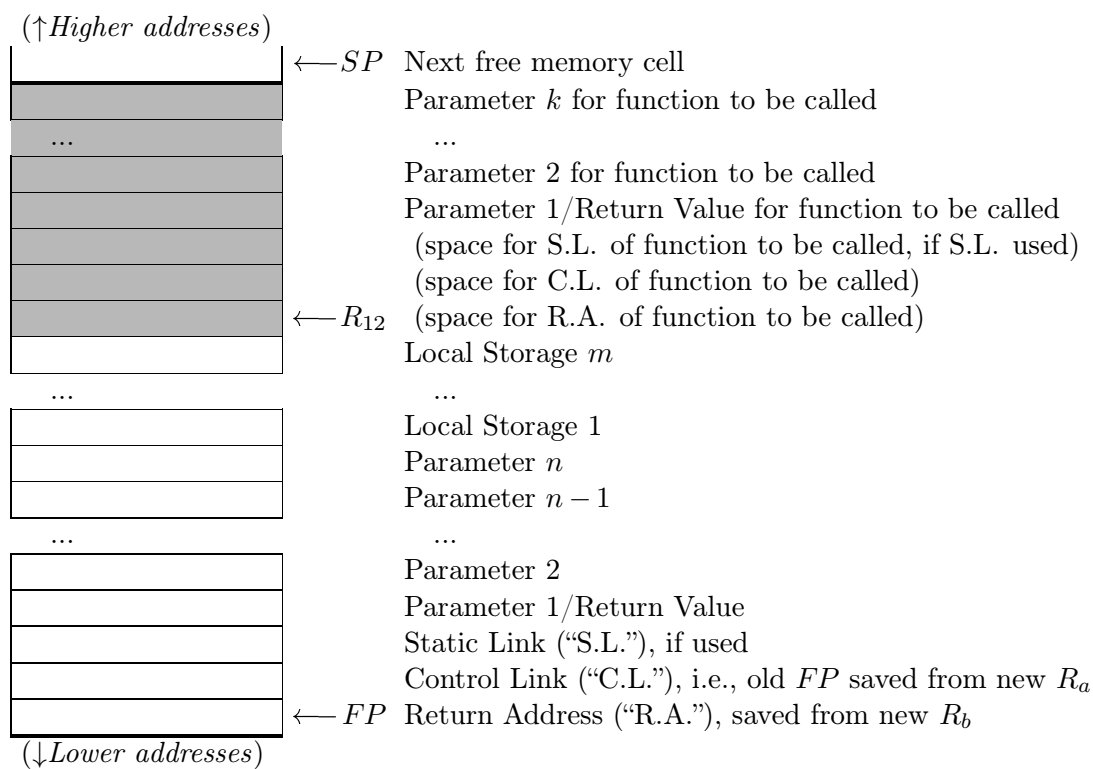 (↑Higher addresses)
←—SP Next free memory cell
Parameter k for function to be called
... ...
Parameter 2 for function to be called
Parameter 1/Return Value for function to be called
(space for S.L. of function to be called, if S.L. used)
(space for C.L. of function to be called)
←—R₁₂ (space for R.A. of function to be called)
Local Storage m
... ...
Local Storage 1
Parameter n
Parameter n − 1
... ...
Parameter 2
Parameter 1/Return Value
Static Link (“S.L.”), if used
Control Link (“C.L.”), i.e., old FP saved from new Rₐ
←—FP Return Address (“R.A.”), saved from new R_b
(↓Lower addresses)